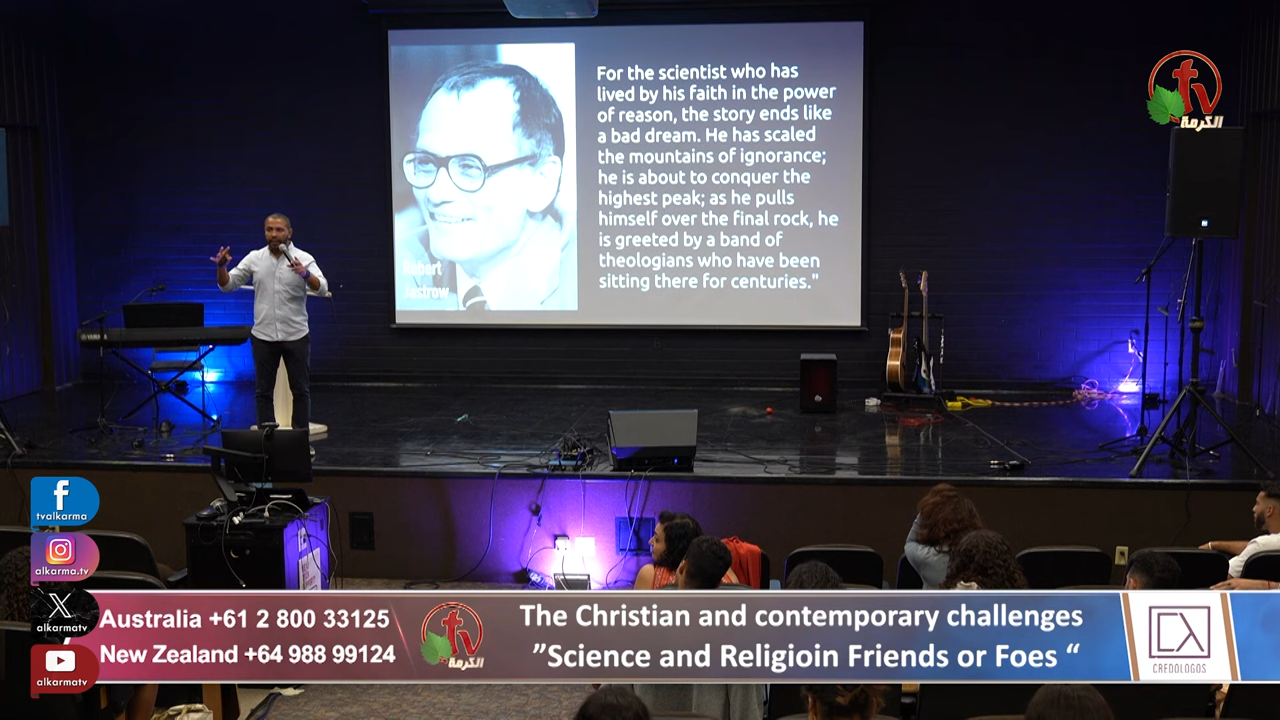 For the scientist who has
lived by his faith in the power
of reason, the story ends like
a bad dream. He has scaled
the mountains of ignorance;
he is about to conquer the
highest peak; as he pulls
himself over the final rock, he
is greeted by a band of
theologians who have been
sitting there for centuries."
Robert
Jastrow
tv
الكرمة
YAMAHA
f
tvalkarma
alkarma.tv
X
alkarmatv
alkarmatv
Australia +61 2 800 33125
New Zealand +64 988 99124
tv
الكرمة
The Christian and contemporary challenges
”Science and Religioin Friends or Foes “
CREDOLOGOS